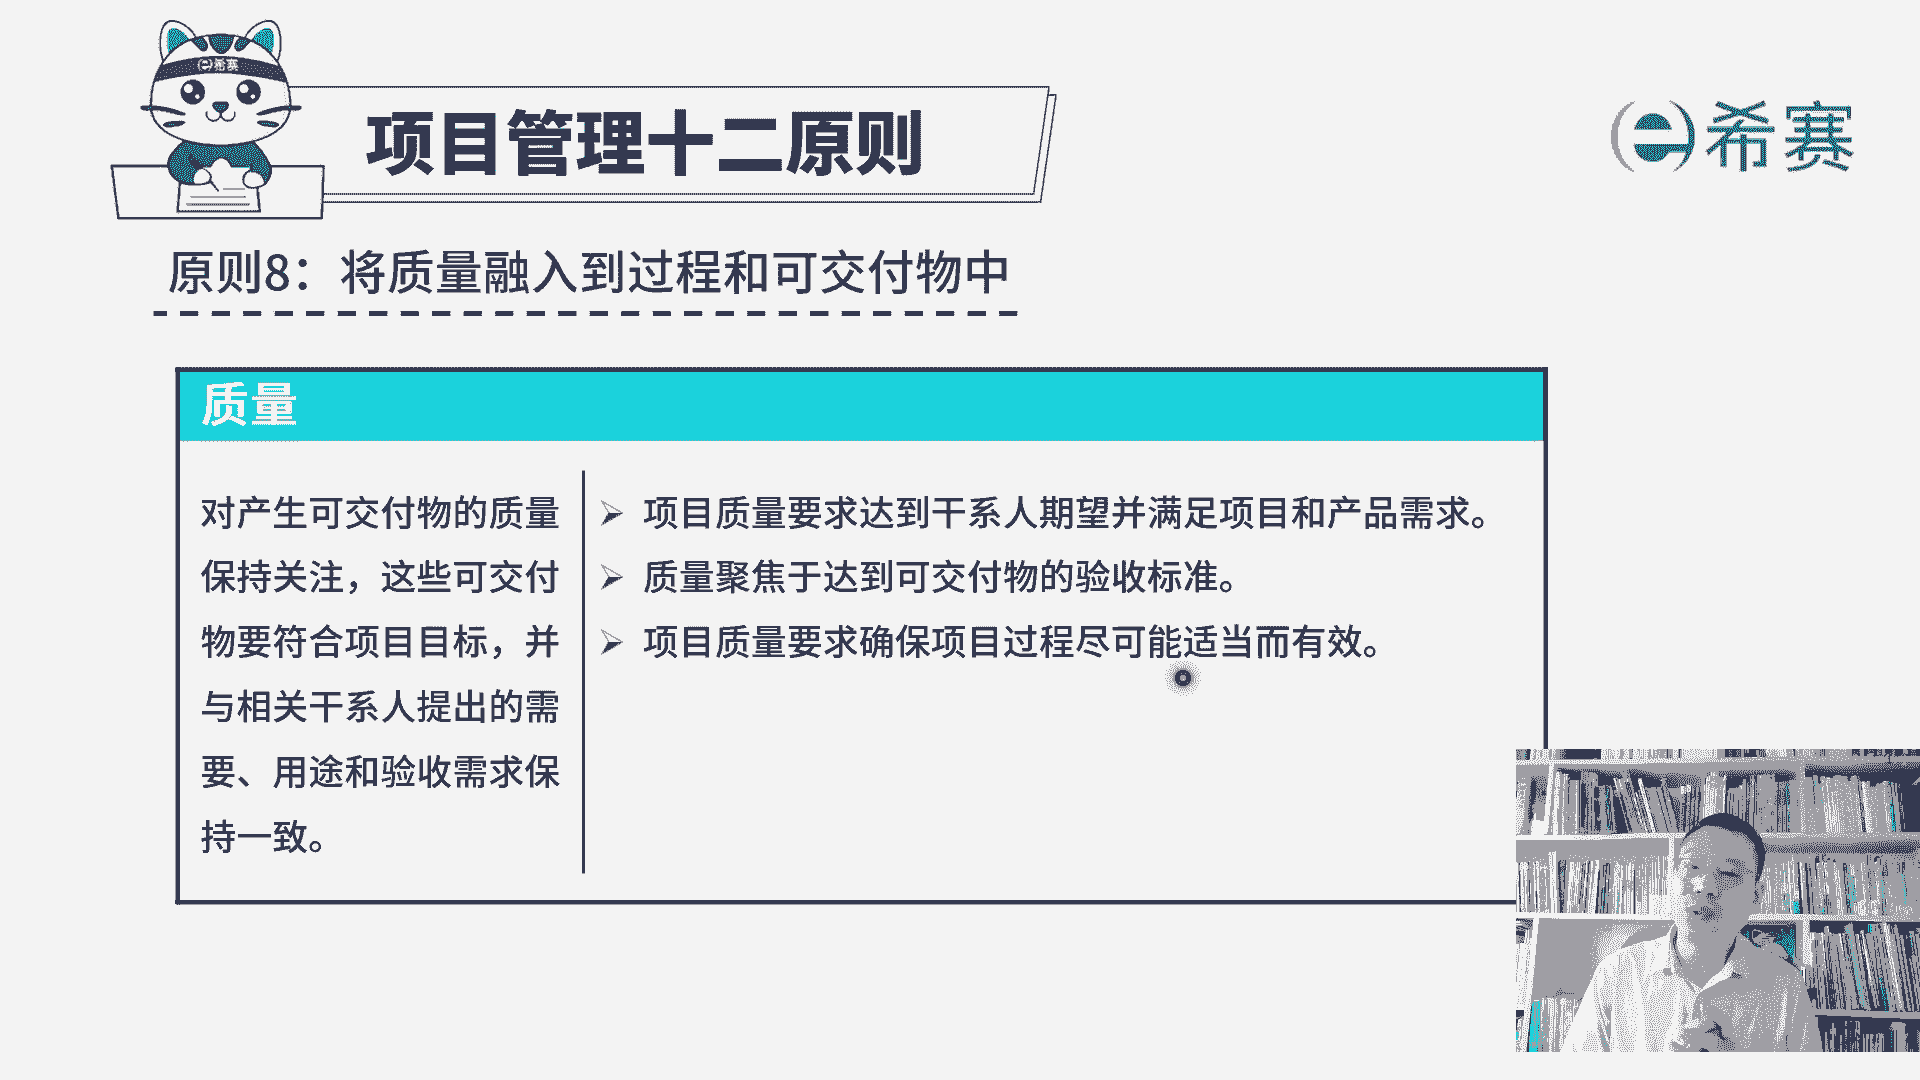 希赛
项目管理十二原则
希赛
原则8：将质量融入到过程和可交付物中
质量
对产生可交付物的质量
保持关注，这些可交付
物要符合项目目标，并
与相关干系人提出的需
要、用途和验收需求保
持一致。
项目质量要求达到干系人期望并满足项目和产品需求。
质量聚焦于达到可交付物的验收标准。
项目质量要求确保项目过程尽可能适当而有效。